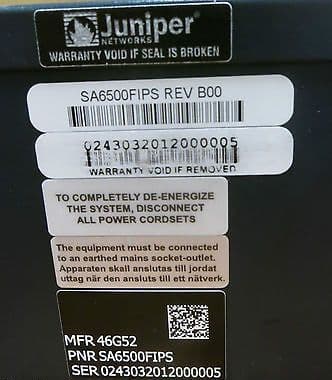 Juniper
NETWORKS
WARRANTY VOID IF SEAL IS BROKEN
SA6500FIPS REV B00
0243032012000005
WARRANTY VOID IF REMOVED
TO COMPLETELY DE-ENERGIZE
THE SYSTEM, DISCONNECT
ALL POWER CORDSETS
The equipment must be connected
to an earthed mains socket-outlet.
Apparaten skall anslutas till jordat
uttag när den ansluts till ett nätverk.
MFR 46G52
PNR SA6500FIPS
SER 0243032012000005